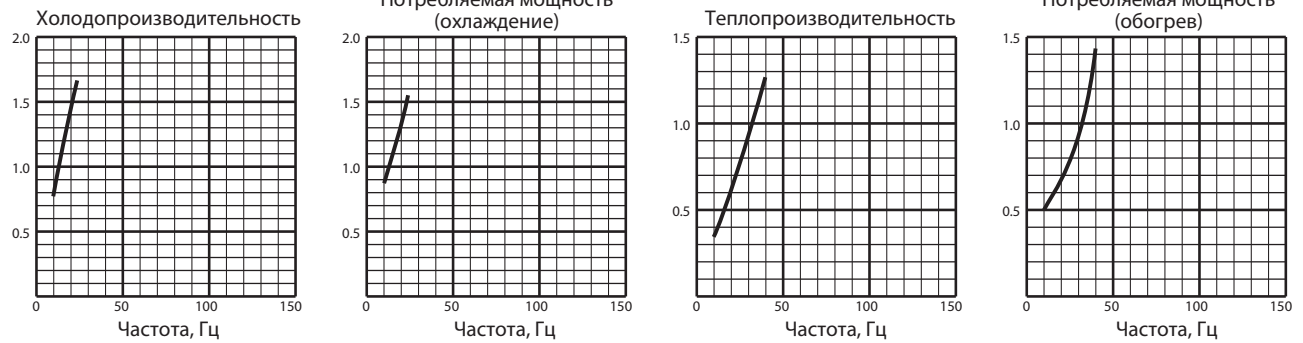 Холодопроизводительность
2.0
1.5
1.0
0.5
0 50 100 150
Частота, Гц
Потребляемая мощность
(охлаждение)
2.0
1.5
1.0
0.5
0 50 100 150
Частота, Гц
Теплопроизводительность
1.5
1.0
0.5
0 50 100 150
Частота, Гц
Потребляемая мощность
(обогрев)
1.5
1.0
0.5
0 50 100 150
Частота, Гц